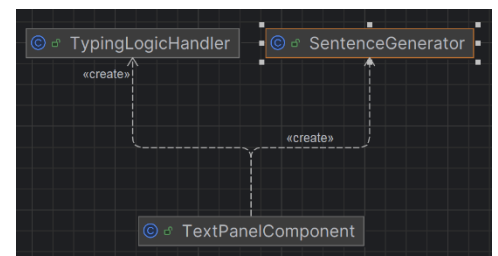 © TypingLogicHandler
© SentenceGenerator
«create»
«create»
© TextPanelComponent